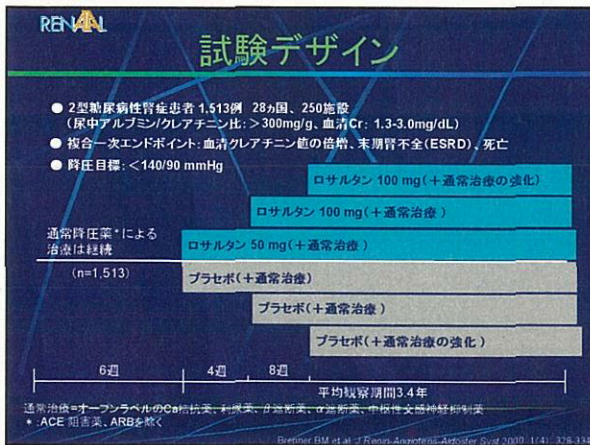 RENAAL
試験デザイン
● 2型糖尿病性腎症患者 1,513例 28ヵ国、250施設
(尿中アルブミン/クレアチニン比:>300mg/g、血清Cr: 1.3-3.0mg/dL)
● 複合一次エンドポイント:血清クレアチニン値の倍増、末期腎不全(ESRD)、死亡
● 降圧目標:<140/90 mmHg
ロサルタン 100 mg(+通常治療の強化)
ロサルタン 100 mg(+通常治療)
通常降圧薬*による
治療は継続
ロサルタン 50 mg(+通常治療)
(n=1,513)
プラセボ(+通常治療)
プラセボ(+通常治療)
プラセボ(+通常治療の強化)
6週
4週
8週
平均観察期間3.4年
通常治療=オープンラベルのCa拮抗薬、利尿薬、β遮断薬、α遮断薬、中枢性交感神経抑制薬
*:ACE 阻害薬、ARBを除く
Brenner BM et al. J Renin-Angiotens-Aldoster Syst 2000, 1(4): 328-334